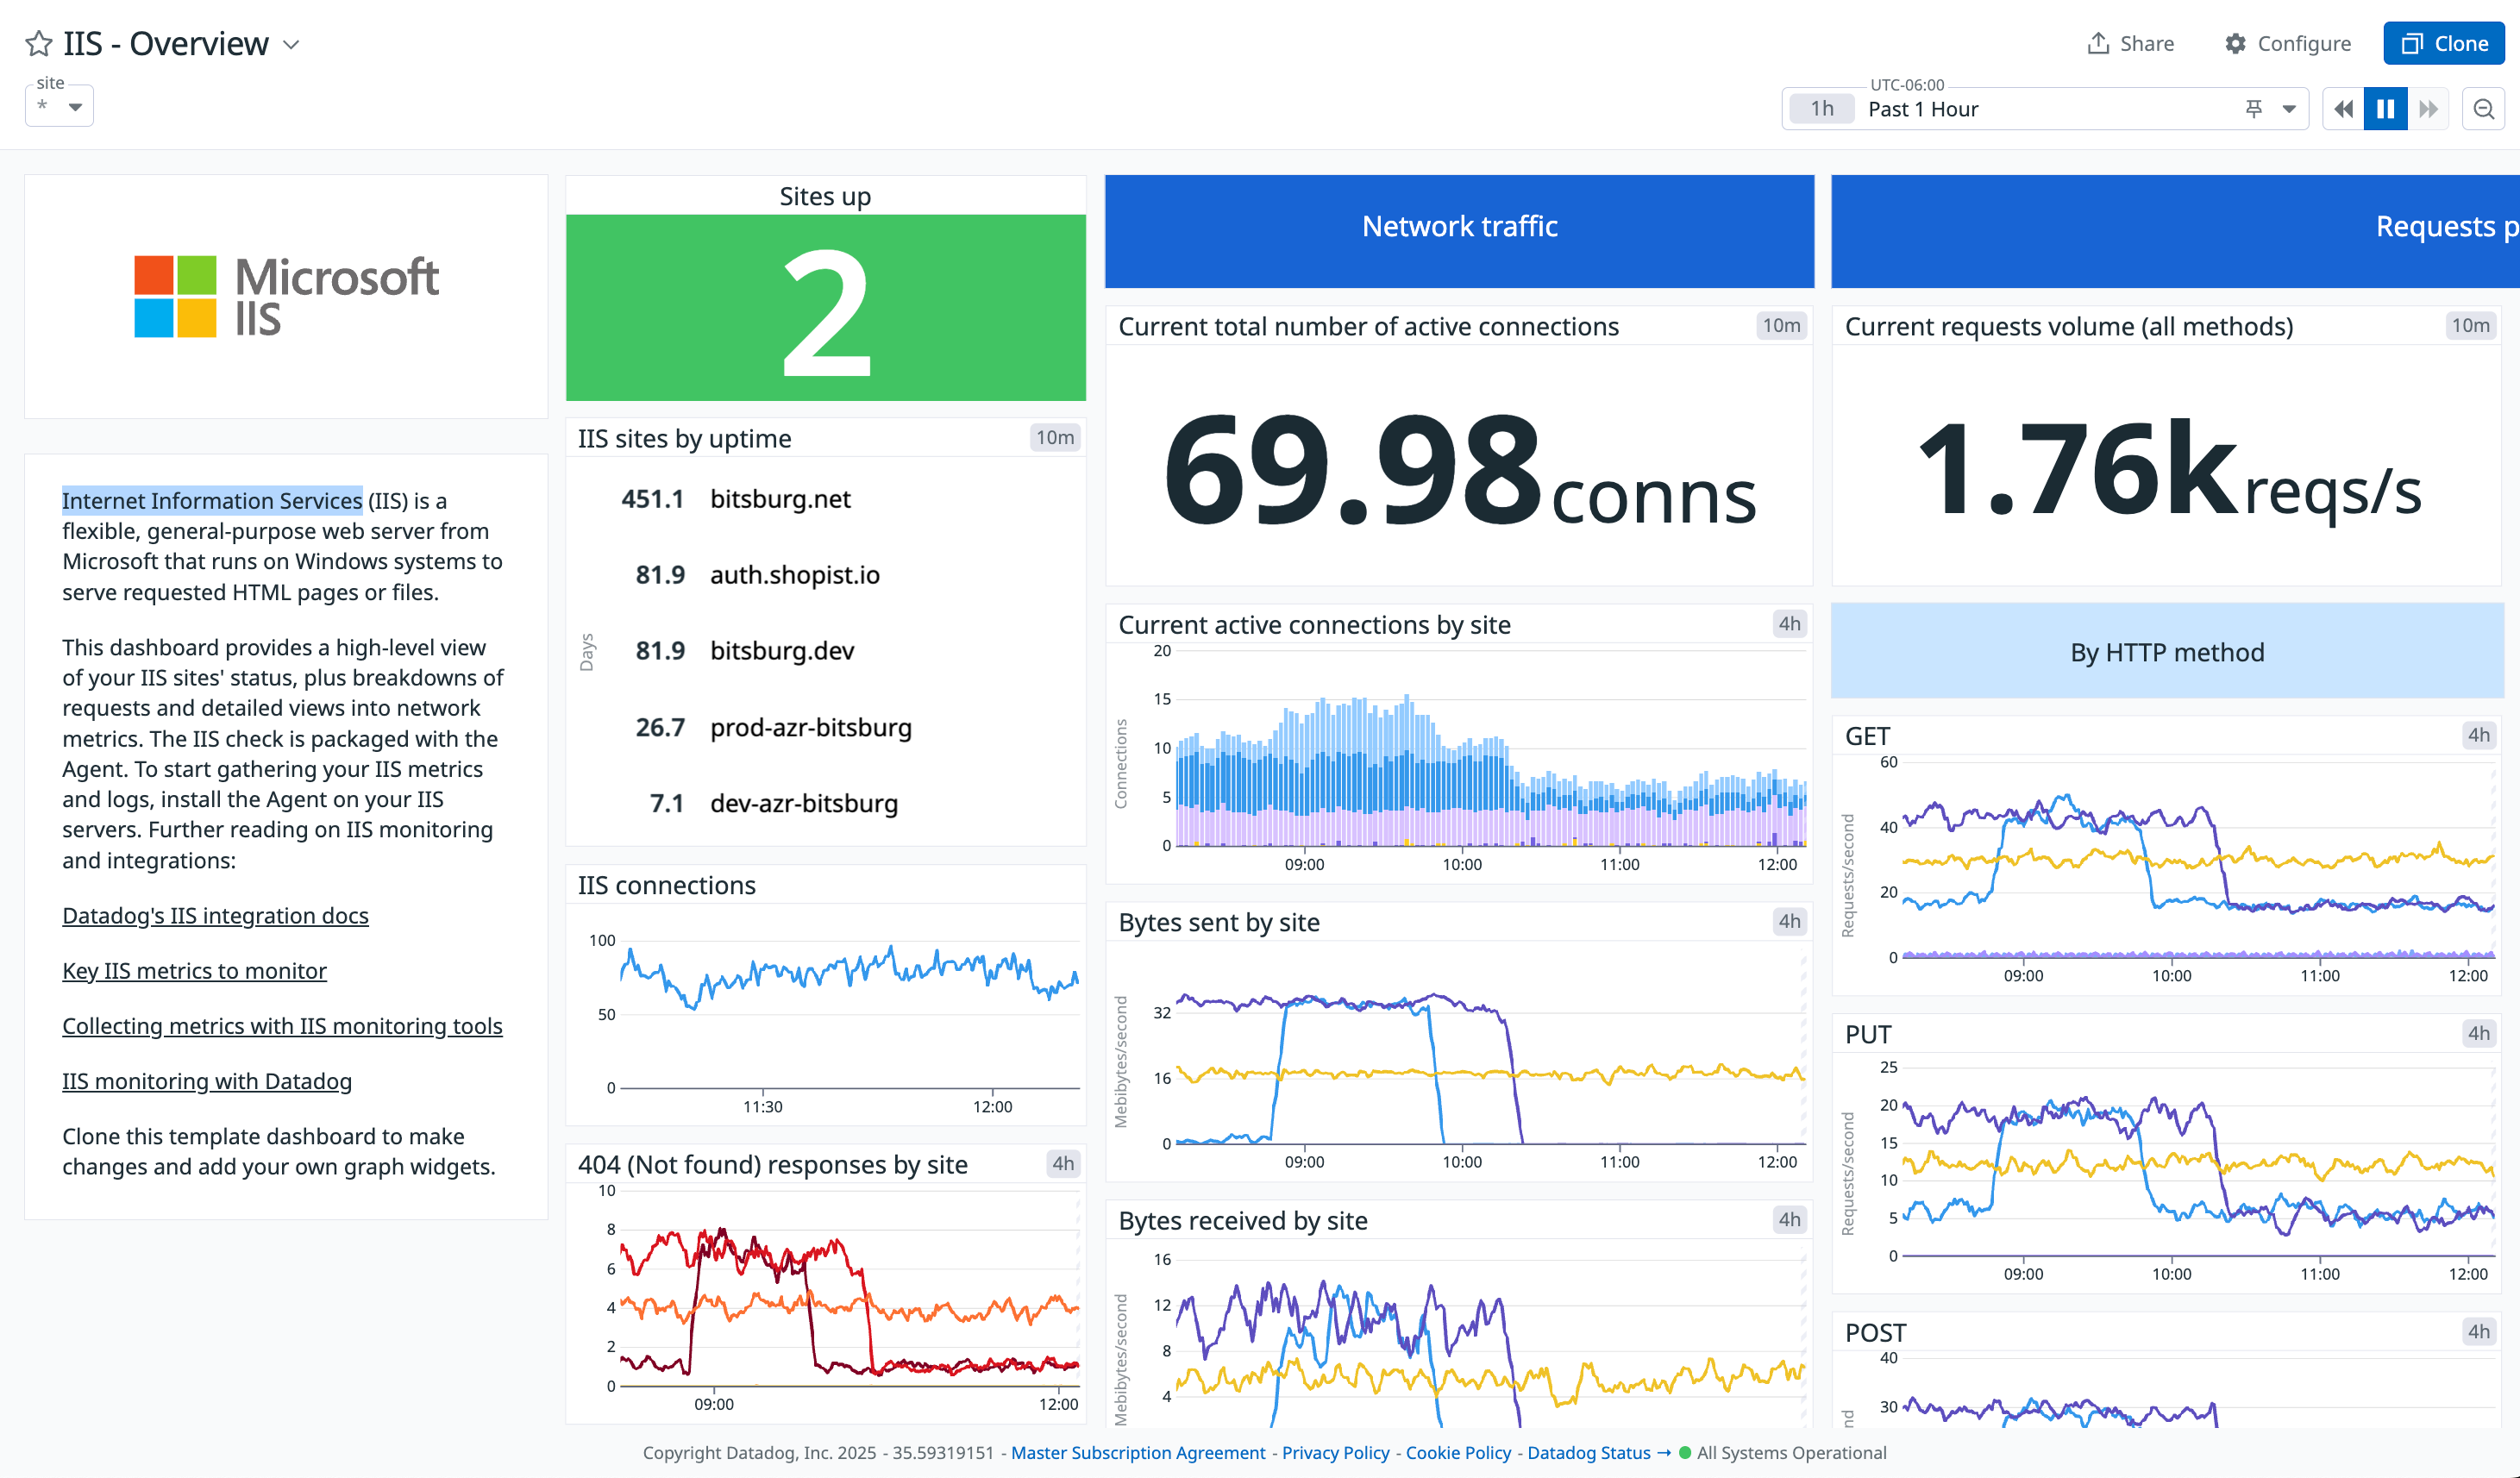 IIS - Overview
Share
Configure
Clone
site
*
UTC-06:00
1h
Past 1 Hour
Microsoft
IIS
Internet Information Services (IIS) is a
flexible, general-purpose web server from
Microsoft that runs on Windows systems to
serve requested HTML pages or files.
This dashboard provides a high-level view
of your IIS sites' status, plus breakdowns of
requests and detailed views into network
metrics. The IIS check is packaged with the
Agent. To start gathering your IIS metrics
and logs, install the Agent on your IIS
servers. Further reading on IIS monitoring
and integrations:
Datadog's IIS integration docs
Key IIS metrics to monitor
Collecting metrics with IIS monitoring tools
IIS monitoring with Datadog
Clone this template dashboard to make
changes and add your own graph widgets.
Sites up
2
IIS sites by uptime
10m
Days
451.1 bitsburg.net
81.9 auth.shopist.io
81.9 bitsburg.dev
26.7 prod-azr-bitsburg
7.1 dev-azr-bitsburg
IIS connections
100
50
0
11:30
12:00
404 (Not found) responses by site
4h
10
8
6
4
2
0
09:00
12:00
Network traffic
Current total number of active connections
10m
69.98conns
Current active connections by site
4h
Connections
20
15
10
5
0
09:00
10:00
11:00
12:00
Bytes sent by site
4h
Mebibytes/second
32
16
0
09:00
10:00
11:00
12:00
Bytes received by site
4h
Mebibytes/second
16
12
8
4
Requests p
Current requests volume (all methods)
10m
1.76kreqs/s
By HTTP method
GET
4h
Requests/second
60
40
20
0
09:00
10:00
11:00
12:00
PUT
4h
Requests/second
25
20
15
10
5
0
09:00
10:00
11:00
12:00
POST
4h
nd
40
30
Copyright Datadog, Inc. 2025 - 35.59319151 - Master Subscription Agreement - Privacy Policy - Cookie Policy - Datadog Status → All Systems Operational